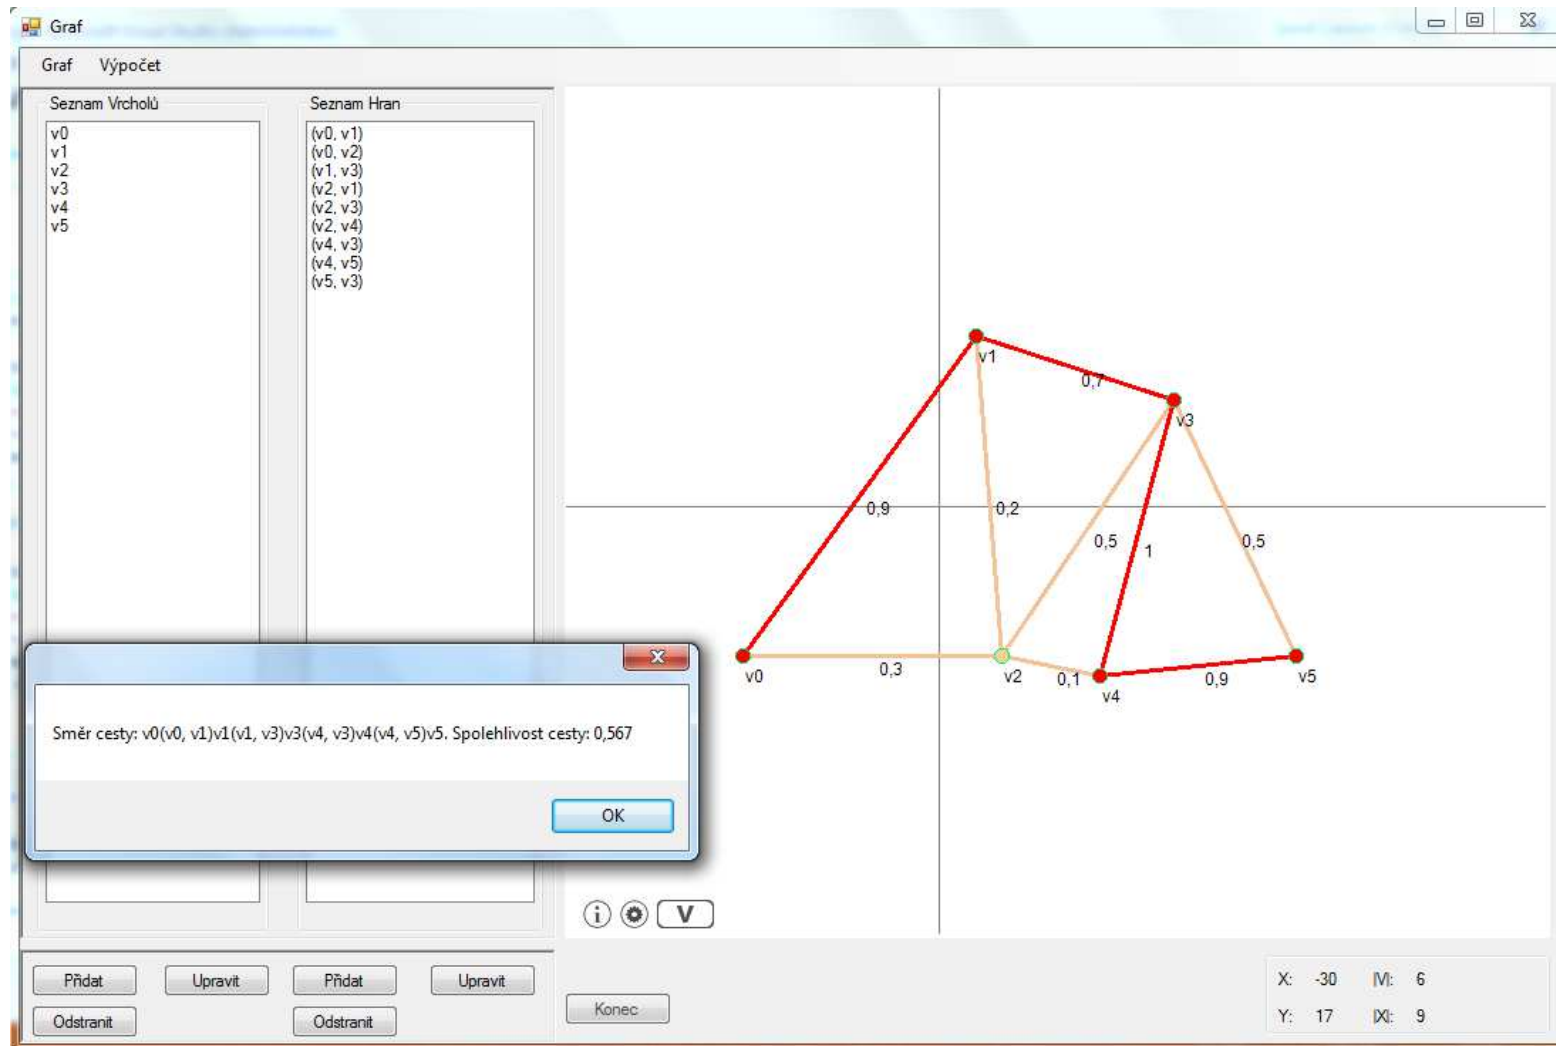 Graf
Graf Výpočet
Seznam Vrcholů
v0
v1
v2
v3
v4
v5
Seznam Hran
(v0, v1)
(v0, v2)
(v1, v3)
(v2, v1)
(v2, v3)
(v2, v4)
(v4, v3)
(v4, v5)
(v5, v3)
v1
0,7
v3
0,9
0,2
0,5
1
0,5
v0
0,3
v2
0,1
v4
0,9
v5
Směr cesty: v0(v0, v1)v1(v1, v3)v3(v4, v3)v4(v4, v5)v5. Spolehlivost cesty: 0,567
OK
i
V
Přidat Upravit Přidat Upravit
Odstranit Odstranit
Konec
X: -30 |V|: 6
Y: 17 |X|: 9